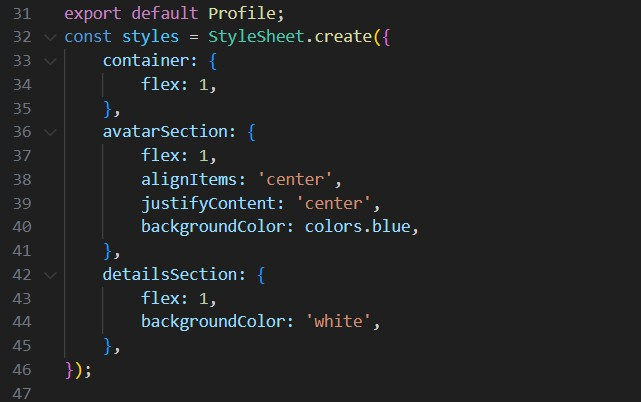 31 export default Profile;
32 const styles = StyleSheet.create({
33     container: {
34         flex: 1,
35     },
36     avatarSection: {
37         flex: 1,
38         alignItems: 'center',
39         justifyContent: 'center',
40         backgroundColor: colors.blue,
41     },
42     detailsSection: {
43         flex: 1,
44         backgroundColor: 'white',
45     },
46 });
47